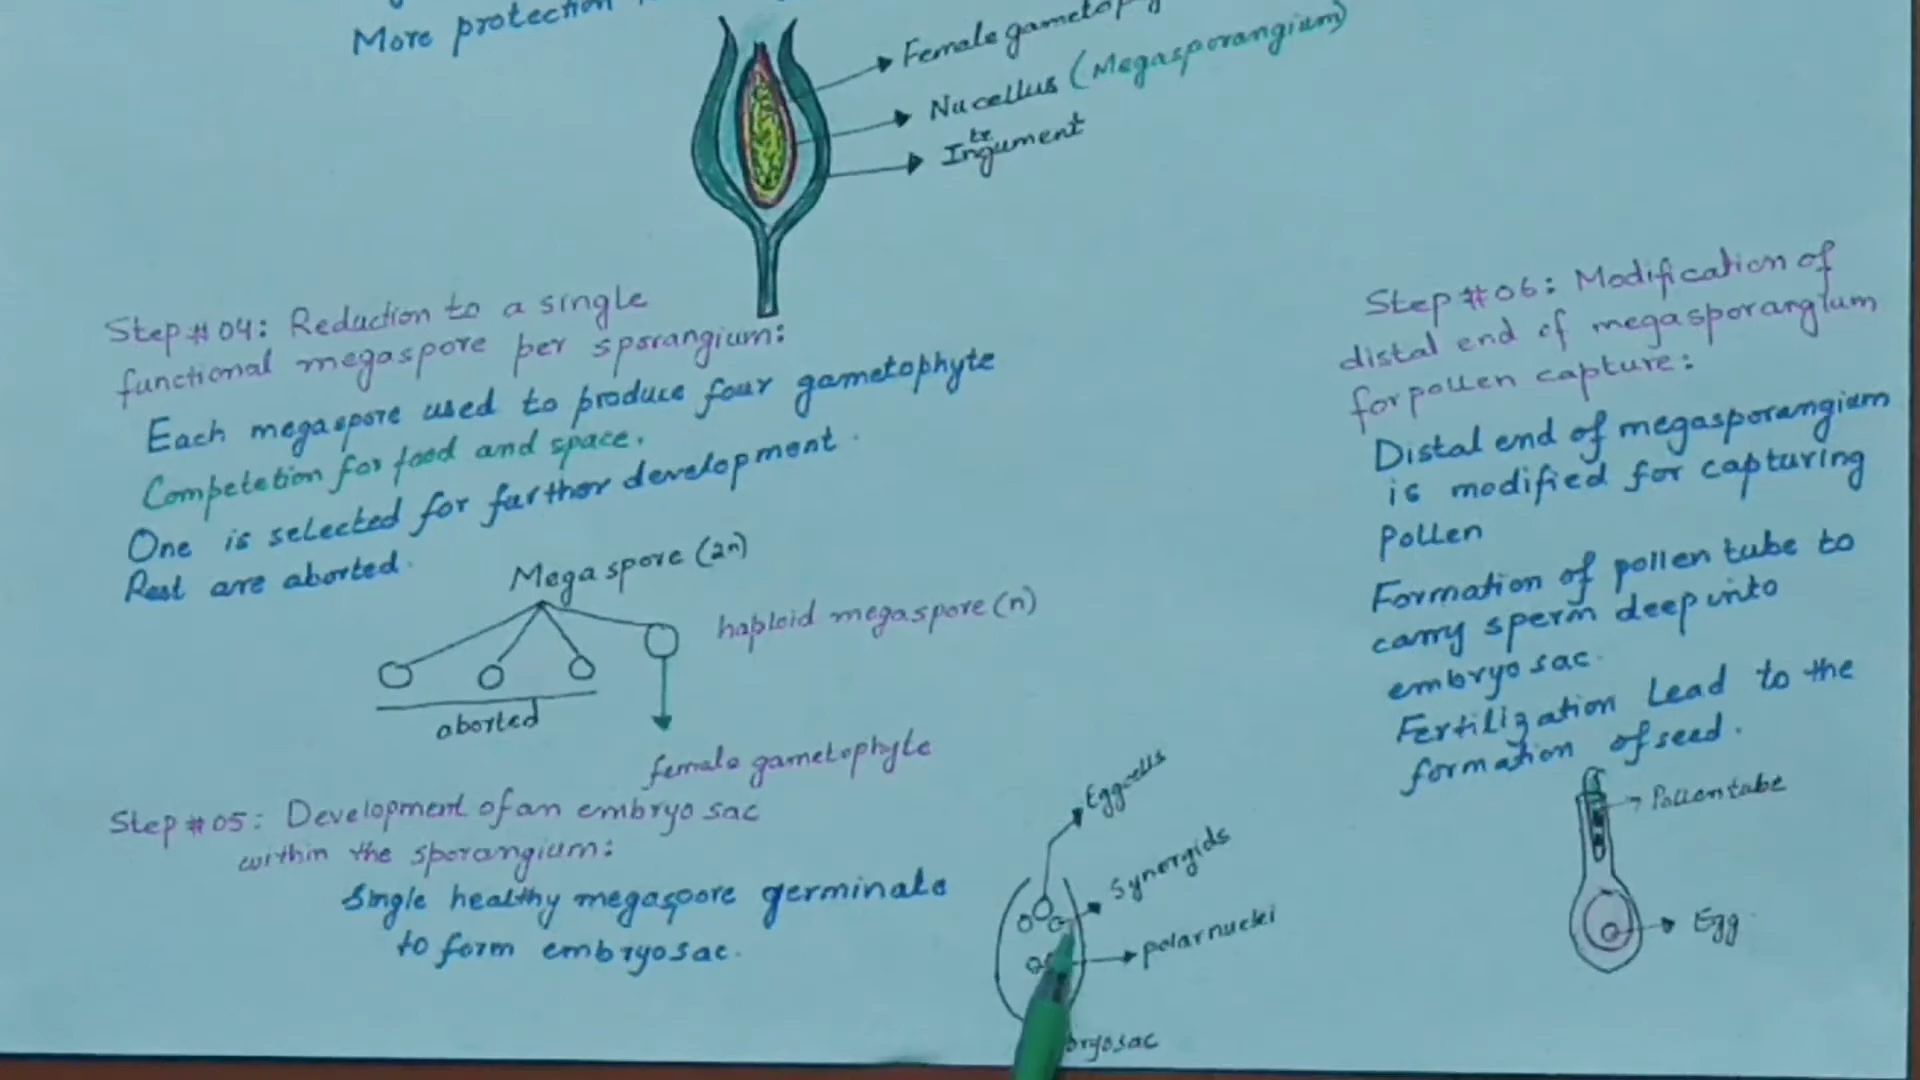 More protection
Female gametoph
Nucellus (Megasporangium)
Ingument
te
Step #04: Reduction to a single
functional megaspore per sporangium:
Each megaspore used to produce four gametophyte
Competetion for food and space.
One is selected for further development.
Rest are aborted.
Megaspore (2n)
haploid megaspore (n)
aborted
female gametophyte
Step #05: Development of an embryo sac
within the sporangium:
Single healthy megaspore germinate
to form embryosac.
Egg cells
Synergids
polar nuclei
bryosac
Step #06: Modification of
distal end of megasporangium
for pollen capture:
Distal end of megasporangium
is modified for capturing
pollen
Formation of pollen tube to
carry sperm deep into
embryo sac.
Fertilization Lead to the
formation of seed.
Pollen tube
Egg